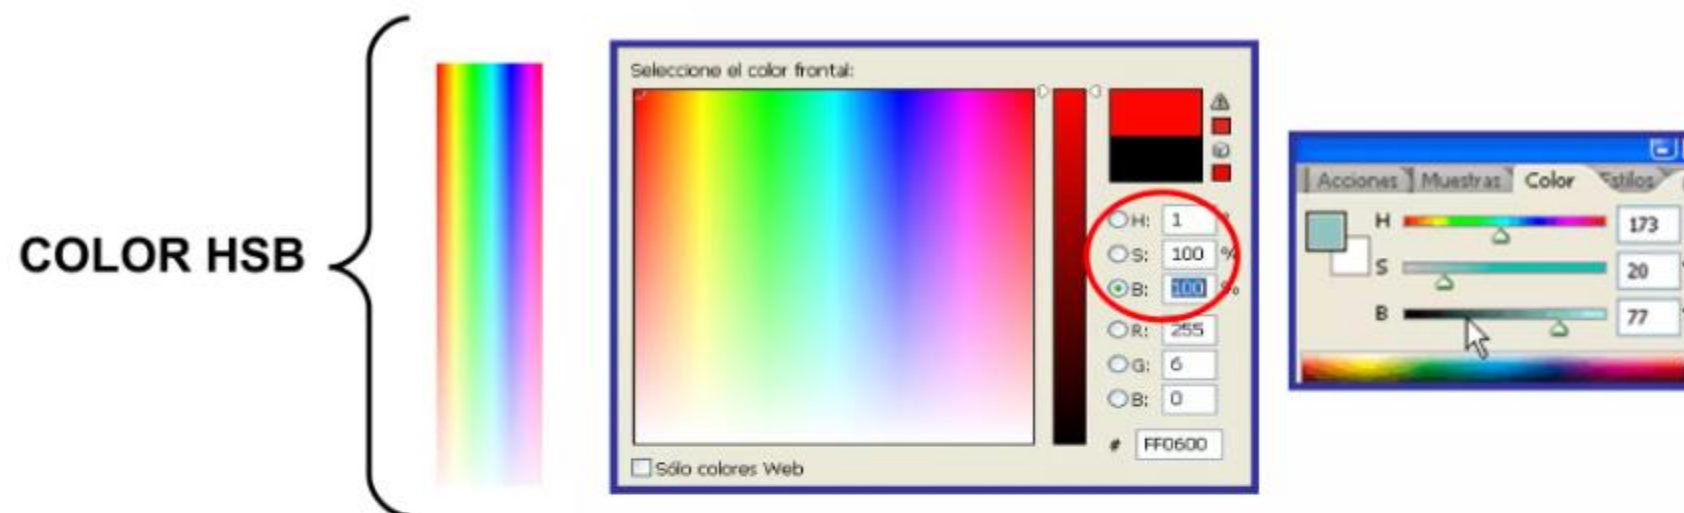 COLOR HSB
Seleccione el color frontal:
H: 1 °
S: 100 %
B: 100 %
R: 255
G: 6
B: 0
# FF0600
Sólo colores Web
Acciones Muestras Color Estilos
H 173
S 20
B 77